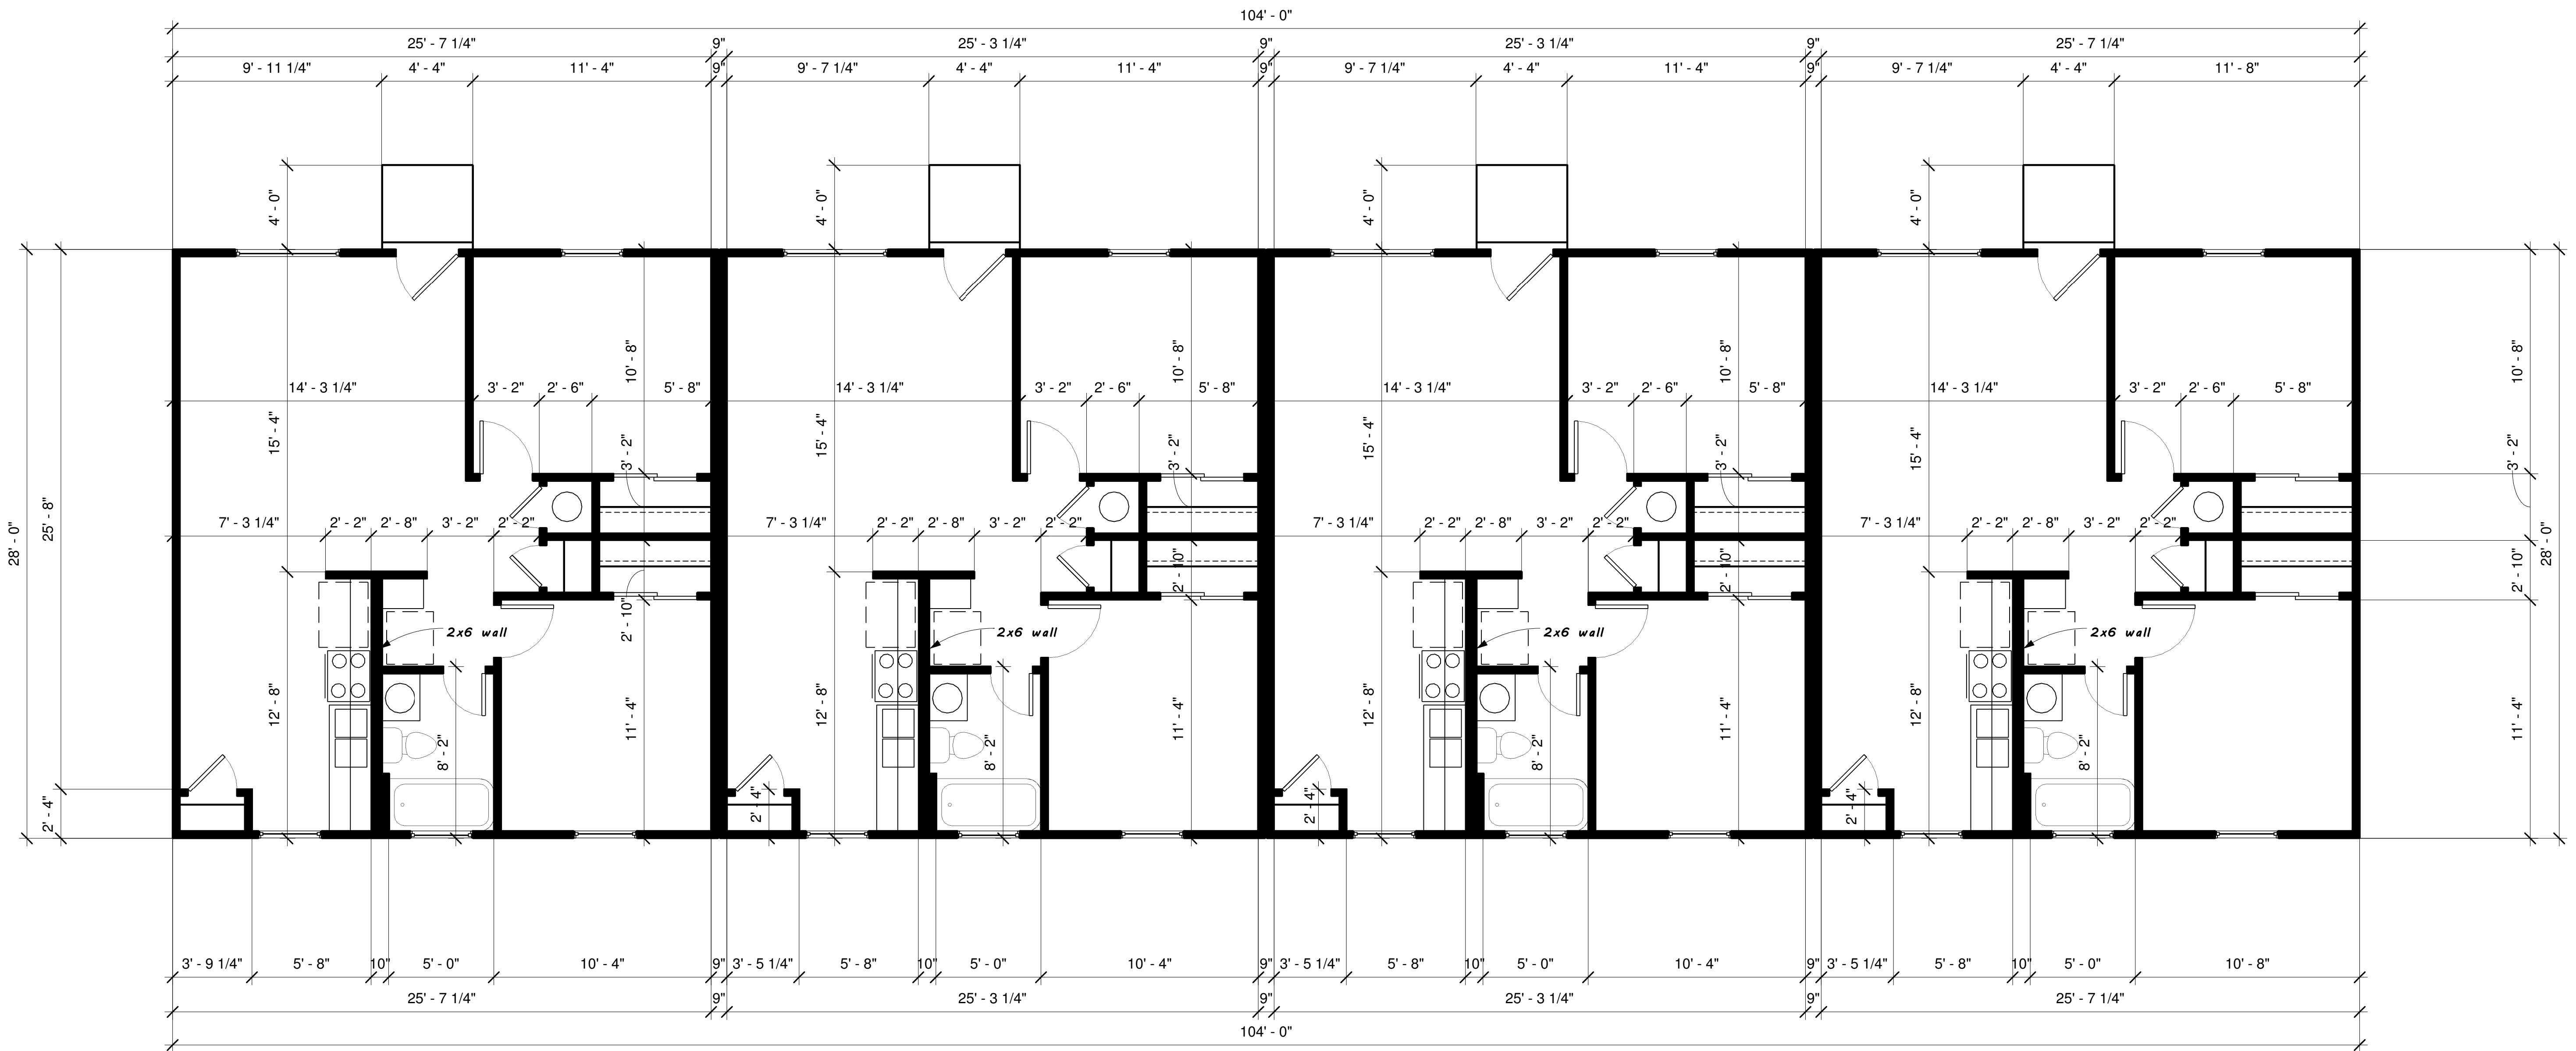 104' - 0"
25' - 7 1/4" 9" 25' - 3 1/4" 9" 25' - 3 1/4" 9" 25' - 7 1/4"
9' - 11 1/4" 4' - 4" 11' - 4" 9" 9' - 7 1/4" 4' - 4" 11' - 4" 9" 9' - 7 1/4" 4' - 4" 11' - 4" 9" 9' - 7 1/4" 4' - 4" 11' - 8"
4' - 0" 4' - 0" 4' - 0" 4' - 0"
10' - 8" 10' - 8" 10' - 8" 10' - 8"
14' - 3 1/4" 3' - 2" 2' - 6" 5' - 8" 14' - 3 1/4" 3' - 2" 2' - 6" 5' - 8" 14' - 3 1/4" 3' - 2" 2' - 6" 5' - 8" 14' - 3 1/4" 3' - 2" 2' - 6" 5' - 8"
15' - 4" 3' - 2" 15' - 4" 3' - 2" 15' - 4" 3' - 2" 15' - 4" 3' - 2"
28' - 0" 25' - 8" 28' - 0"
7' - 3 1/4" 2' - 2" 2' - 8" 3' - 2" 2' - 2" 7' - 3 1/4" 2' - 2" 2' - 8" 3' - 2" 2' - 2" 7' - 3 1/4" 2' - 2" 2' - 8" 3' - 2" 2' - 2" 7' - 3 1/4" 2' - 2" 2' - 8" 3' - 2" 2' - 2"
2' - 10" 2' - 10" 2' - 10" 2' - 10"
2x6 wall 2x6 wall 2x6 wall 2x6 wall
12' - 8" 11' - 4" 12' - 8" 11' - 4" 12' - 8" 11' - 4" 12' - 8" 11' - 4"
8' - 2" 8' - 2" 8' - 2" 8' - 2"
2' - 4" 2' - 4" 2' - 4" 2' - 4"
3' - 9 1/4" 5' - 8" 10" 5' - 0" 10' - 4" 9" 3' - 5 1/4" 5' - 8" 10" 5' - 0" 10' - 4" 9" 3' - 5 1/4" 5' - 8" 10" 5' - 0" 10' - 4" 9" 3' - 5 1/4" 5' - 8" 10" 5' - 0" 10' - 8"
25' - 7 1/4" 9" 25' - 3 1/4" 9" 25' - 3 1/4" 9" 25' - 7 1/4"
104' - 0"